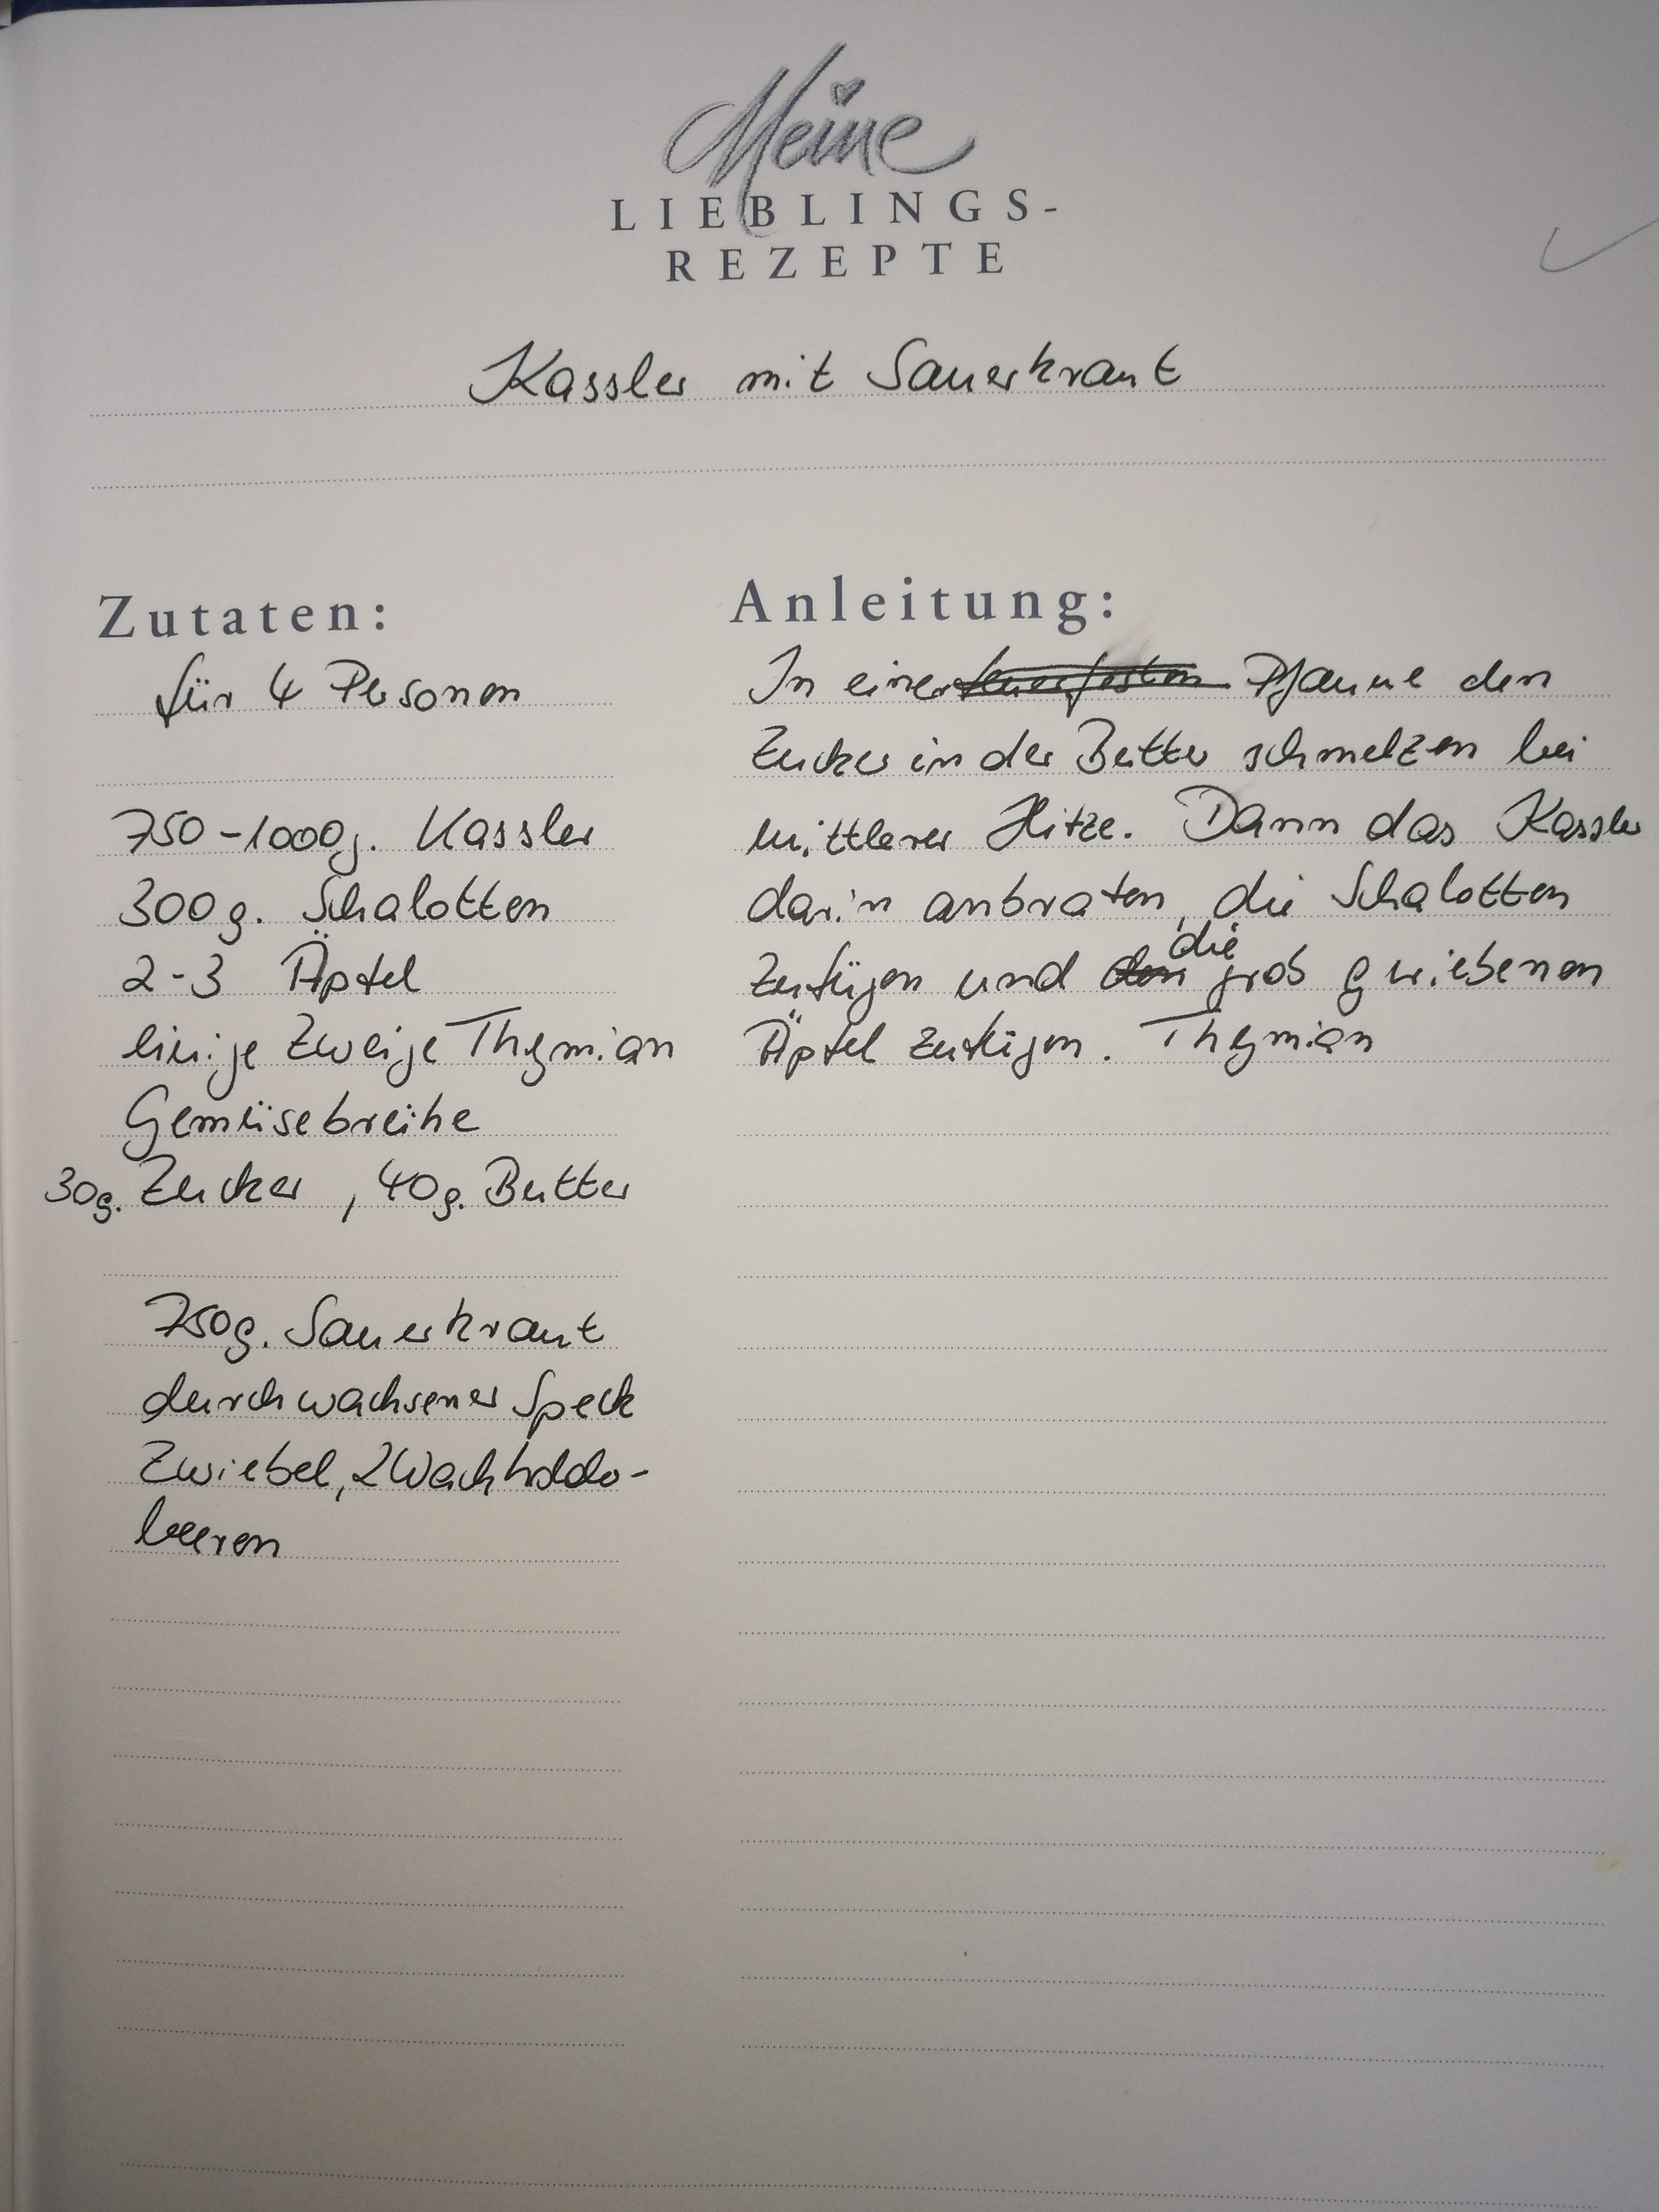 Meine
LIEBLINGS-
REZEPTE
Kassler mit Sauerkraut
Zutaten:
für 4 Personen
750-1000g. Kassler
300g. Schalotten
2-3 Äpfel
einige Zweige Thymian
Gemüsebrühe
30g. Zucker, 40g. Butter
750g. Sauerkraut
durchwachsener Speck
Zwiebel, 2 Wachholder-
beeren
Anleitung:
In einer feuerfesten Pfanne den
Zucker in der Butter schmelzen bei
mittlerer Hitze. Dann das Kassler
darin anbraten, die Schalotten
zufügen und den die grob geriebenen
Äpfel zufügen. Thymian